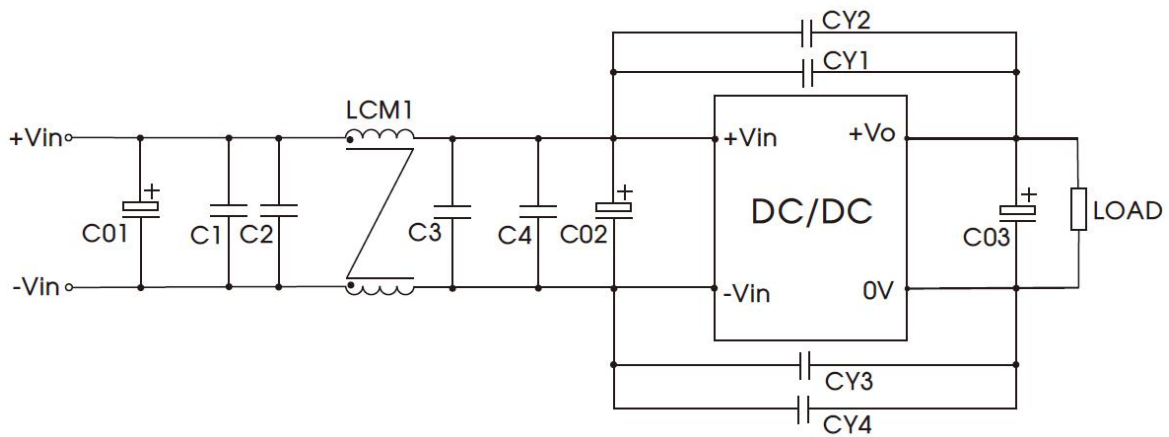 CY2
CY1
LCM1
+Vin
+Vin
+Vo
+
C01
C1
C2
C3
C4
+
C02
DC/DC
+
C03
LOAD
-Vin
-Vin
0V
CY3
CY4